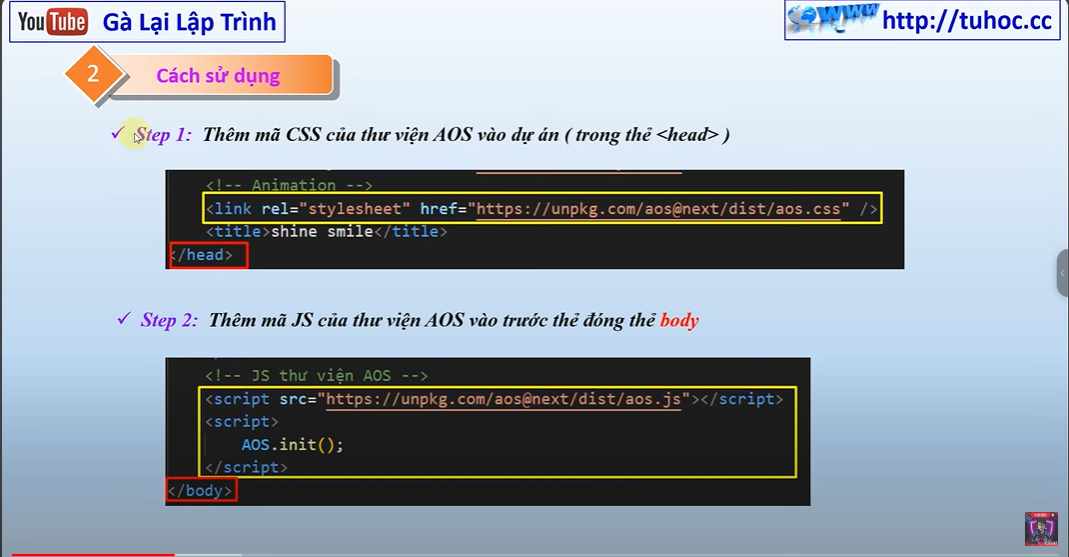 YouTube Gà Lại Lập Trình
www http://tuhoc.cc
2 Cách sử dụng
✓ Step 1: Thêm mã CSS của thư viện AOS vào dự án ( trong thẻ <head> )
<!-- Animation -->
<link rel="stylesheet" href="https://unpkg.com/aos@next/dist/aos.css" />
<title>shine smile</title>
</head>
✓ Step 2: Thêm mã JS của thư viện AOS vào trước thẻ đóng thẻ body
<!-- JS thư viện AOS -->
<script src="https://unpkg.com/aos@next/dist/aos.js"></script>
<script>
AOS.init();
</script>
</body>